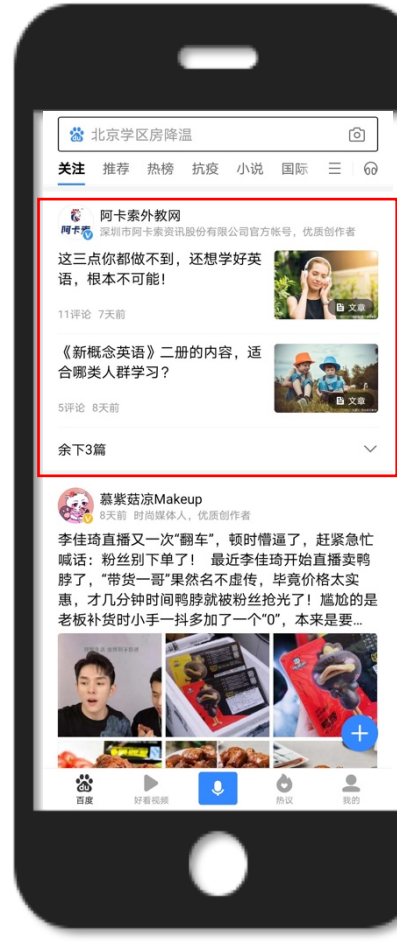 北京学区房降温
关注 推荐 热榜 抗疫 小说 国际
阿卡索外教网
阿卡索
深圳市阿卡索资讯股份有限公司官方帐号，优质创作者
这三点你都做不到，还想学好英
语，根本不可能！
文章
11评论 7天前
《新概念英语》二册的内容，适
合哪类人群学习？
文章
5评论 8天前
余下3篇
慕紫菇凉Makeup
8天前 时尚媒体人，优质创作者
李佳琦直播又一次“翻车”，顿时懵逼了，赶紧急忙
喊话：粉丝别下单了！ 最近李佳琦开始直播卖鸭
脖了，“带货一哥”果然名不虚传，毕竟价格太实
惠，才几分钟时间鸭脖就被粉丝抢光了！尴尬的是
老板补货时小手一抖多加了一个“0”，本来是要...
百度 好看视频 热议 我的